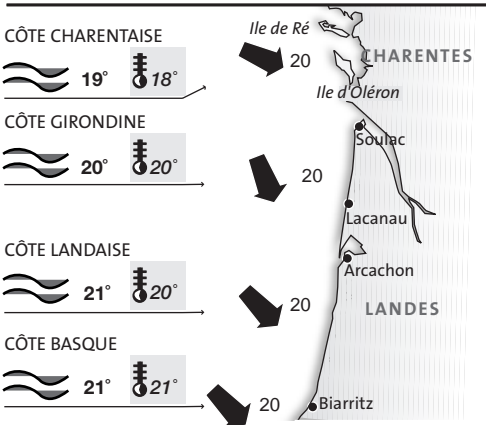 CÔTE CHARENTAISE
19° 18°
Ile de Ré
20
CHARENTES
Ile d'Oléron
CÔTE GIRONDINE
20° 20°
20
Soulac
Lacanau
CÔTE LANDAISE
21° 20°
20
Arcachon
LANDES
CÔTE BASQUE
21° 21°
20
Biarritz